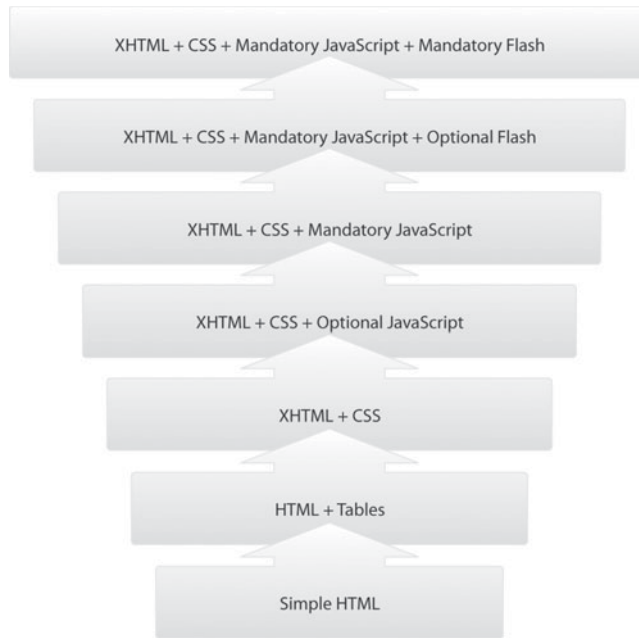 XHTML + CSS + Mandatory JavaScript + Mandatory Flash
XHTML + CSS + Mandatory JavaScript + Optional Flash
XHTML + CSS + Mandatory JavaScript
XHTML + CSS + Optional JavaScript
XHTML + CSS
HTML + Tables
Simple HTML